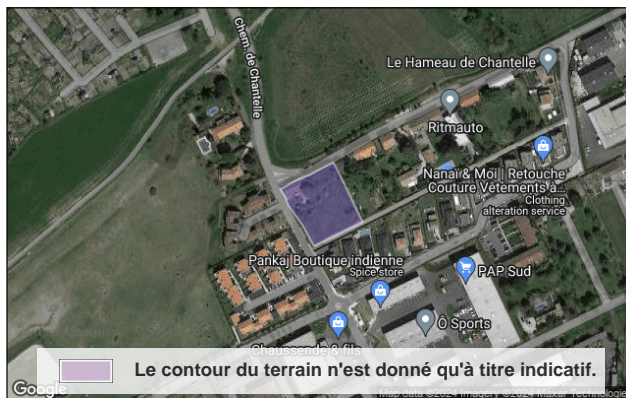 Chem. de Chantelle
Le Hameau de Chantelle
Ritmauto
Nanaï & Moi | Retouche
Couture Vêtements à...
Clothing
alteration service
Pankaj Boutique indienne
Spice store
PAP Sud
Ô Sports
Chaussende & fils
Le contour du terrain n'est donné qu'à titre indicatif.
Google
Map data ©2024 Imagery ©2024 Maxar Technologie